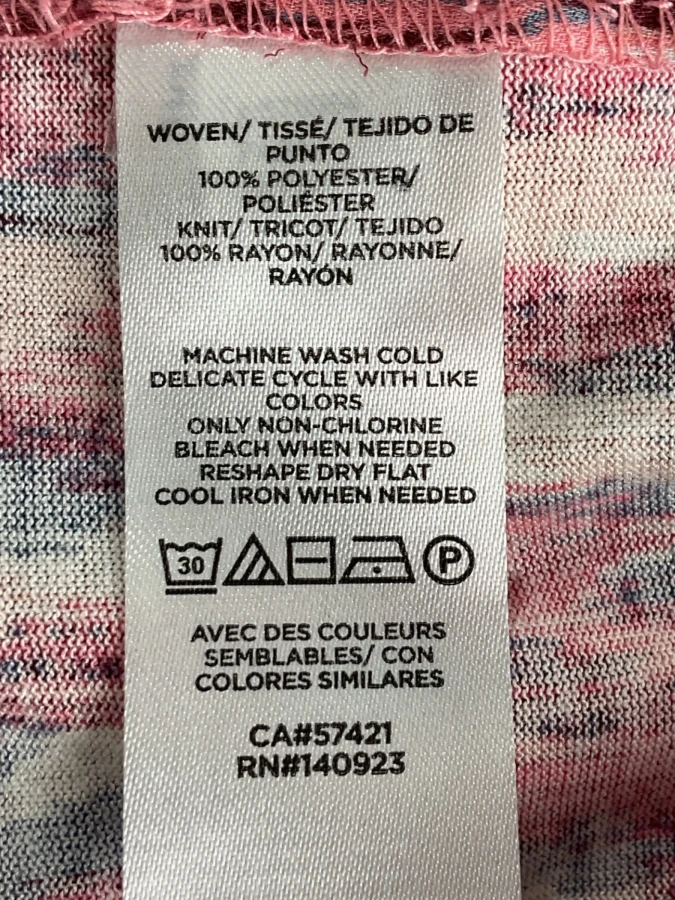 WOVEN/ TISSÉ/ TEJIDO DE
PUNTO
100% POLYESTER/
POLIÉSTER
KNIT/ TRICOT/ TEJIDO
100% RAYON/ RAYONNE/
RAYÓN
MACHINE WASH COLD
DELICATE CYCLE WITH LIKE
COLORS
ONLY NON-CHLORINE
BLEACH WHEN NEEDED
RESHAPE DRY FLAT
COOL IRON WHEN NEEDED
30 P
AVEC DES COULEURS
SEMBLABLES/ CON
COLORES SIMILARES
CA#57421
RN#140923